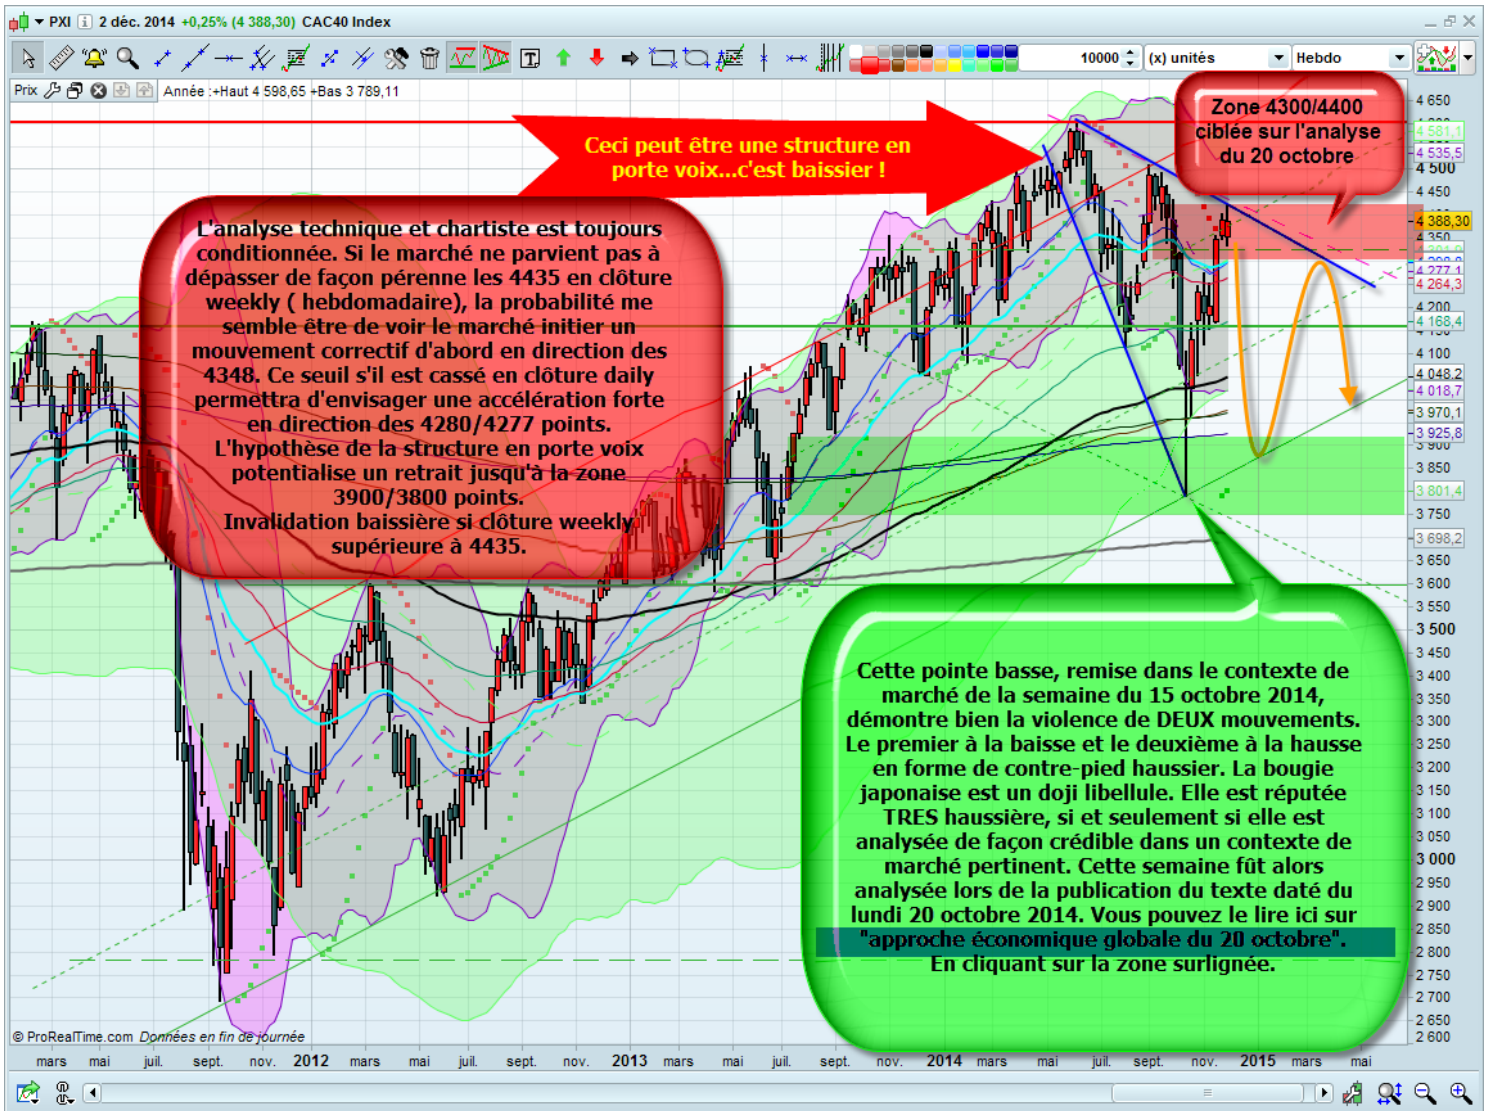 PXI 2 déc. 2014 +0,25% (4 388,30) CAC40 Index
10000 (x) unités Hebdo
Prix Année :+Haut 4 598,65 +Bas 3 789,11
Zone 4300/4400
ciblée sur l'analyse
du 20 octobre
Ceci peut être une structure en
porte voix...c'est baissier !
L'analyse technique et chartiste est toujours
conditionnée. Si le marché ne parvient pas à
dépasser de façon pérenne les 4435 en clôture
weekly ( hebdomadaire), la probabilité me
semble être de voir le marché initier un
mouvement correctif d'abord en direction des
4348. Ce seuil s'il est cassé en clôture daily
permettra d'envisager une accélération forte
en direction des 4280/4277 points.
L'hypothèse de la structure en porte voix
potentialise un retrait jusqu'à la zone
3900/3800 points.
Invalidation baissière si clôture weekly
supérieure à 4435.
Cette pointe basse, remise dans le contexte de
marché de la semaine du 15 octobre 2014,
démontre bien la violence de DEUX mouvements.
Le premier à la baisse et le deuxième à la hausse
en forme de contre-pied haussier. La bougie
japonaise est un doji libellule. Elle est réputée
TRES haussière, si et seulement si elle est
analysée de façon crédible dans un contexte de
marché pertinent. Cette semaine fût alors
analysée lors de la publication du texte daté du
lundi 20 octobre 2014. Vous pouvez le lire ici sur
"approche économique globale du 20 octobre".
En cliquant sur la zone surlignée.
4 650
4 581,1
4 535,5
4 500
4 450
4 388,30
4 350
4 277,1
4 264,3
4 200
4 168,4
4 100
4 048,2
4 018,7
3 970,1
3 925,8
3 900
3 850
3 801,4
3 750
3 698,2
3 650
3 600
3 550
3 500
3 450
3 400
3 350
3 300
3 250
3 200
3 150
3 100
3 050
3 000
2 950
2 900
2 850
2 800
2 750
2 700
2 650
2 600
© ProRealTime.com Données en fin de journée
mars mai juil. sept. nov. 2012 mars mai juil. sept. nov. 2013 mars mai juil. sept. nov. 2014 mars mai juil. sept. nov. 2015 mars mai